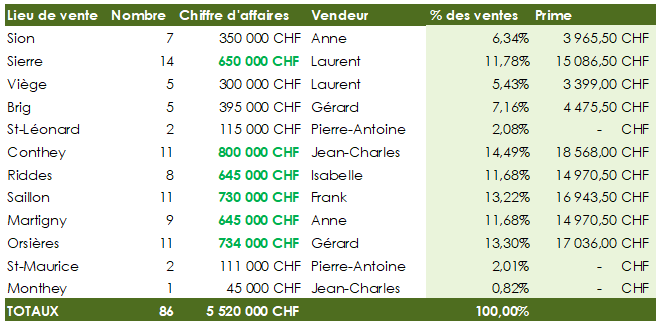 Lieu de vente Nombre Chiffre d'affaires Vendeur % des ventes Prime
Sion 7 350 000 CHF Anne 6,34% 3 965,50 CHF
Sierre 14 650 000 CHF Laurent 11,78% 15 086,50 CHF
Viège 5 300 000 CHF Laurent 5,43% 3 399,00 CHF
Brig 5 395 000 CHF Gérard 7,16% 4 475,50 CHF
St-Léonard 2 115 000 CHF Pierre-Antoine 2,08% - CHF
Conthey 11 800 000 CHF Jean-Charles 14,49% 18 568,00 CHF
Riddes 8 645 000 CHF Isabelle 11,68% 14 970,50 CHF
Saillon 11 730 000 CHF Frank 13,22% 16 943,50 CHF
Martigny 9 645 000 CHF Anne 11,68% 14 970,50 CHF
Orsières 11 734 000 CHF Gérard 13,30% 17 036,00 CHF
St-Maurice 2 111 000 CHF Pierre-Antoine 2,01% - CHF
Monthey 1 45 000 CHF Jean-Charles 0,82% - CHF
TOTAUX 86 5 520 000 CHF 100,00%